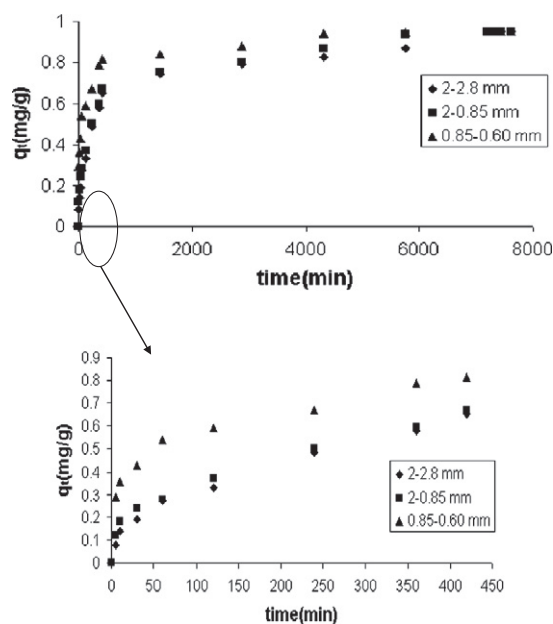 1
0.8
0.6
0.4
0.2
0
qt(mg/g)
0 2000 4000 6000 8000
time(min)
2-2.8 mm
2-0.85 mm
0.85-0.60 mm
0.9
0.8
0.7
0.6
0.5
0.4
0.3
0.2
0.1
0
qt(mg/g)
0 50 100 150 200 250 300 350 400 450
time(min)
2-2.8 mm
2-0.85 mm
0.85-0.60 mm